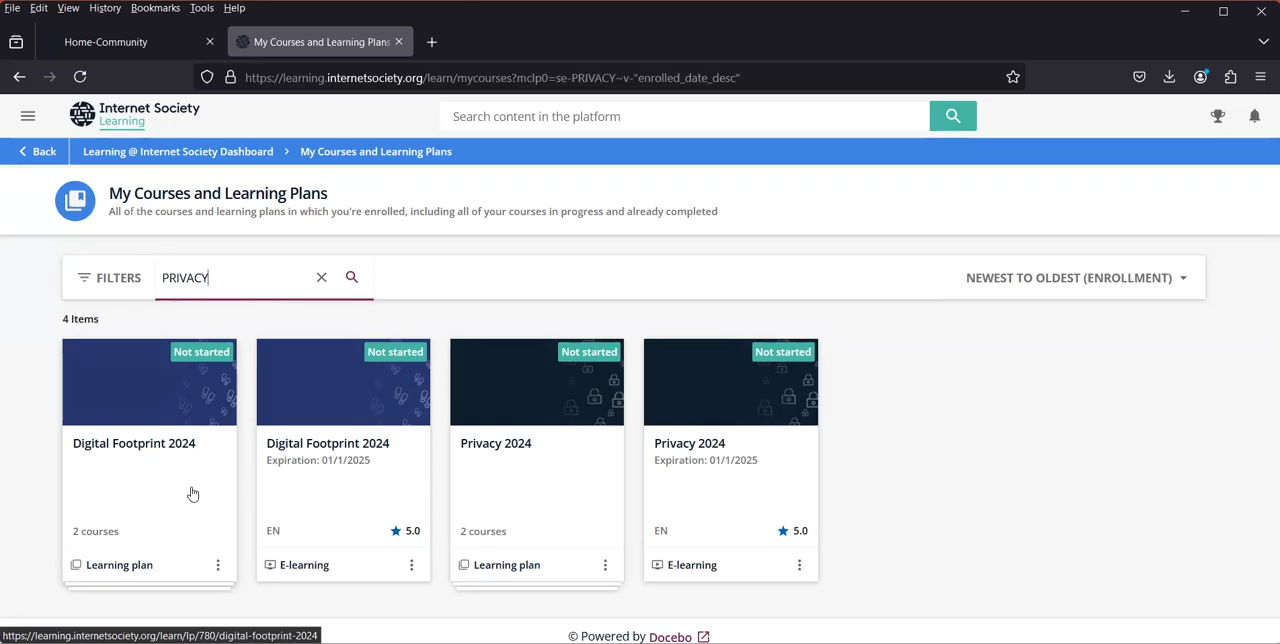 File Edit View History Bookmarks Tools Help
Home-Community
My Courses and Learning Plans
https://learning.internetsociety.org/learn/mycourses?mclp0=se-PRIVACY~v-"enrolled_date_desc"
Internet Society
Learning
Search content in the platform
Back
Learning @ Internet Society Dashboard > My Courses and Learning Plans
My Courses and Learning Plans
All of the courses and learning plans in which you're enrolled, including all of your courses in progress and already completed
FILTERS PRIVACY NEWEST TO OLDEST (ENROLLMENT)
4 Items
Not started
Digital Footprint 2024
2 courses
Learning plan
Not started
Digital Footprint 2024
Expiration: 01/1/2025
EN 5.0
E-learning
Not started
Privacy 2024
2 courses
Learning plan
Not started
Privacy 2024
Expiration: 01/1/2025
EN 5.0
E-learning
https://learning.internetsociety.org/learn/lp/780/digital-footprint-2024
© Powered by Docebo